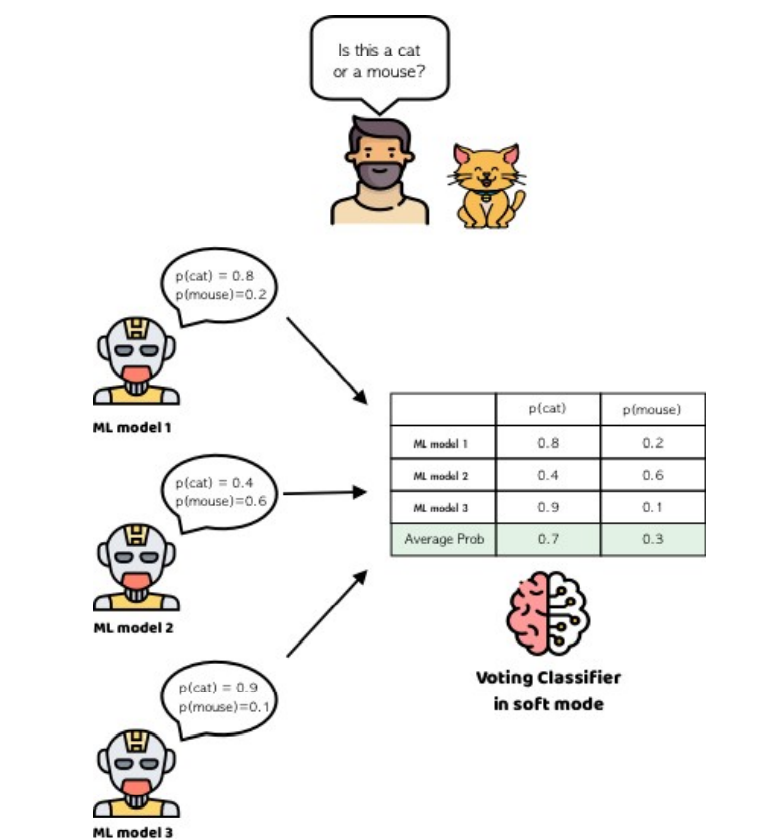 Is this a cat
or a mouse?
p(cat) = 0.8
p(mouse)=0.2
ML model 1
p(cat) = 0.4
p(mouse)=0.6
ML model 2
p(cat) = 0.9
p(mouse)=0.1
ML model 3
p(cat) p(mouse)
ML model 1 0.8 0.2
ML model 2 0.4 0.6
ML model 3 0.9 0.1
Average Prob 0.7 0.3
Voting Classifier
in soft mode